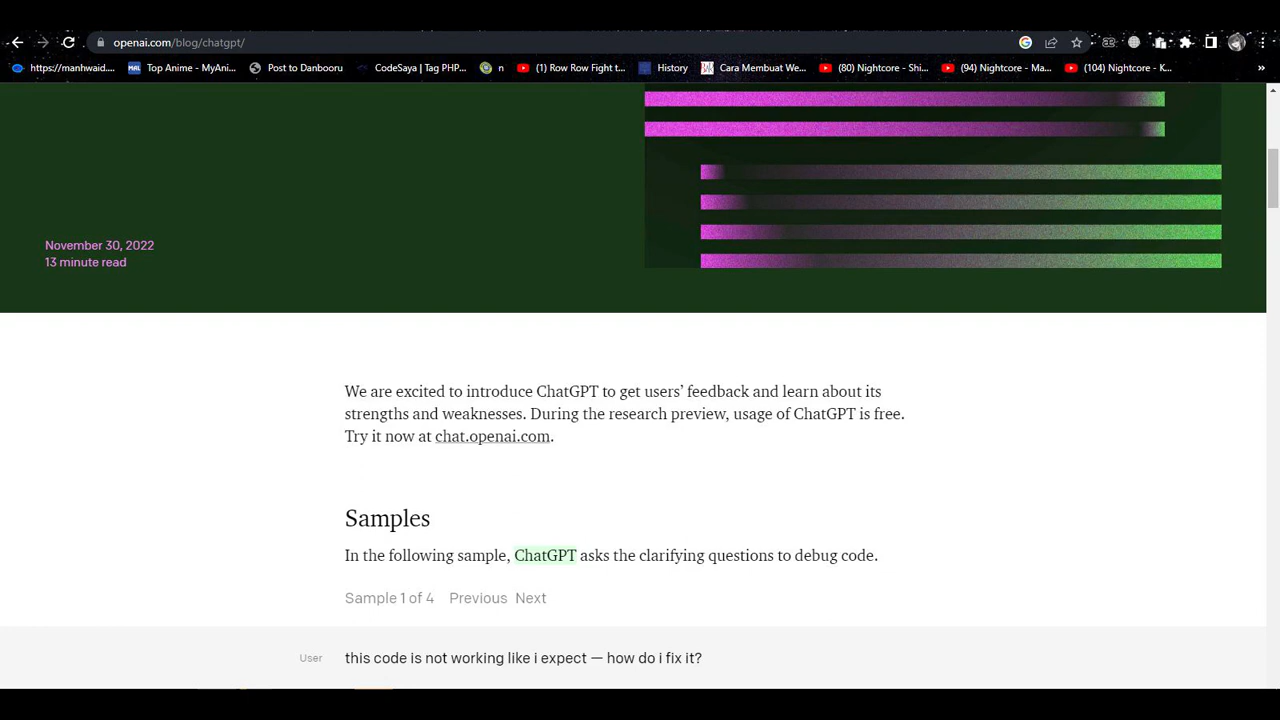 openai.com/blog/chatgpt/
https://manhwaid....
Top Anime - MyAni...
Post to Danbooru
CodeSaya | Tag PHP...
n
(1) Row Row Fight t...
History
Cara Membuat We...
(80) Nightcore - Shi...
(94) Nightcore - Ma...
(104) Nightcore - K...
»
November 30, 2022
13 minute read
We are excited to introduce ChatGPT to get users’ feedback and learn about its
strengths and weaknesses. During the research preview, usage of ChatGPT is free.
Try it now at chat.openai.com.
Samples
In the following sample, ChatGPT asks the clarifying questions to debug code.
Sample 1 of 4 Previous Next
User this code is not working like i expect — how do i fix it?